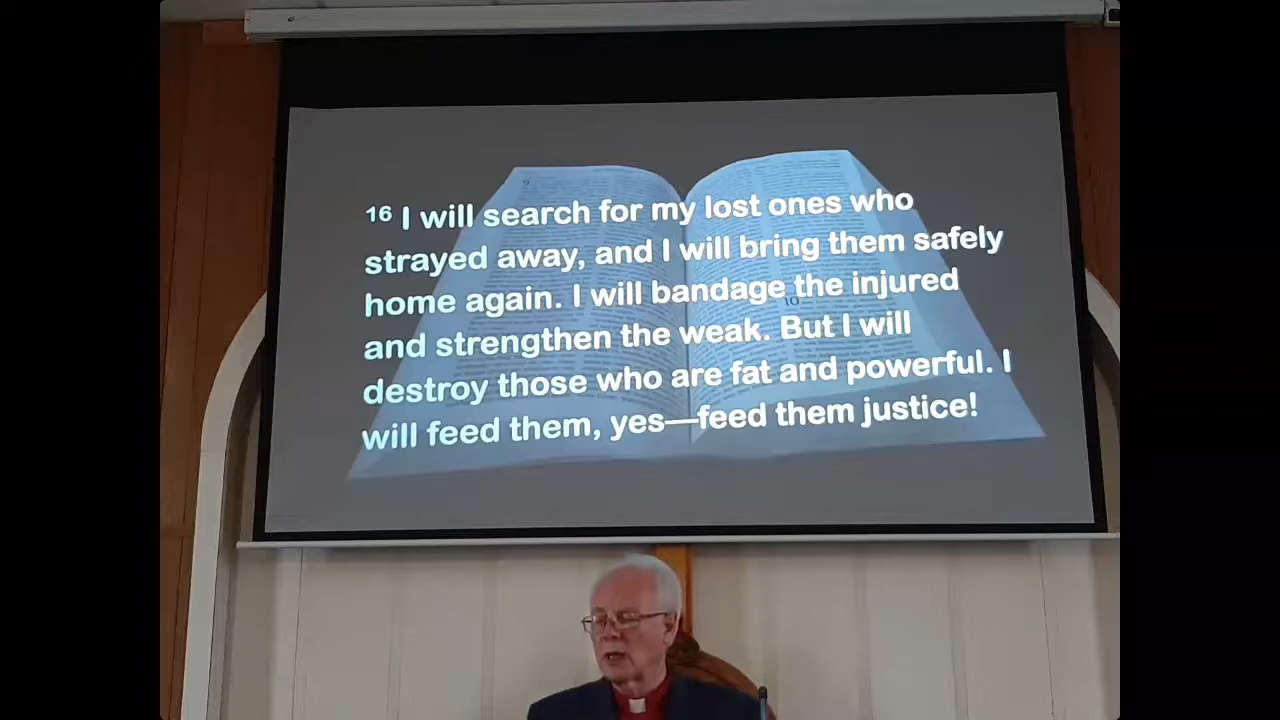 16 I will search for my lost ones who
strayed away, and I will bring them safely
home again. I will bandage the injured
and strengthen the weak. But I will
destroy those who are fat and powerful. I
will feed them, yes—feed them justice!
10